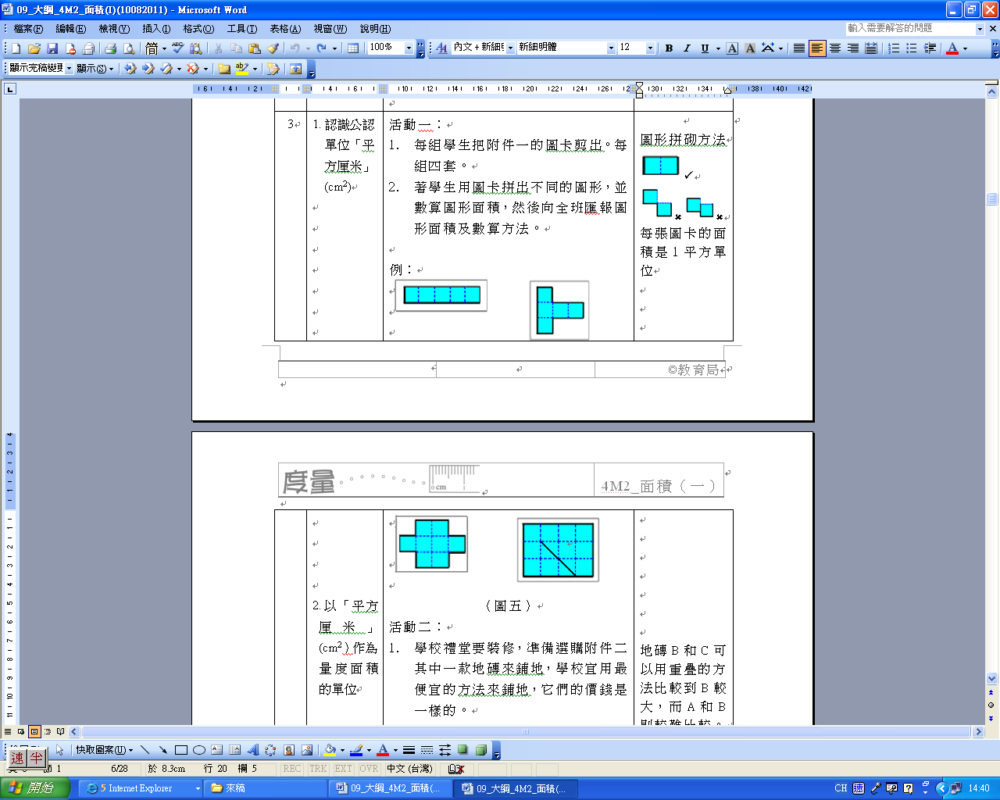 09_大綱_4M2_面積(I)(10082011) - Microsoft Word
檔案(F) 編輯(E) 檢視(V) 插入(I) 格式(O) 工具(T) 表格(A) 視窗(W) 說明(H) 輸入需要解答的問題
簡 100% 內文 + 新細 新細明體 12 B I U A A A
顯示完稿變更 顯示(S)
3 1. 認識公認單位「平方厘米」(cm²)
活動一：
1. 每組學生把附件一的圖卡剪出。每
組四套。
2. 著學生用圖卡拼出不同的圖形，並
數算圖形面積，然後向全班匯報圖
形面積及數算方法。
例：
圖形拼砌方法
每張圖卡的面
積是 1 平方單
位
©教育局
度量 0 cm 4M2_面積（一）
2. 以「平方
厘米」
(cm²) 作為
量度面積
的單位
（圖五）
活動二：
1. 學校禮堂要裝修，準備選購附件二
其中一款地磚來鋪地，學校宜用最
便宜的方法來鋪地，它們的價錢是
一樣的。
地磚 B 和 C 可
以用重疊的方
法比較到 B 較
大，而 A 和 B
則較難比較。
快取圖案(U)
速 半
節 1 6/28 於 8.3cm 行 20 欄 5 REC TRK EXT OVR 中文 (台灣)
開始 5 Internet Explorer 來稿 09_大綱_4M2_面積(... 09_大綱_4M2_面積(... CH 14:40